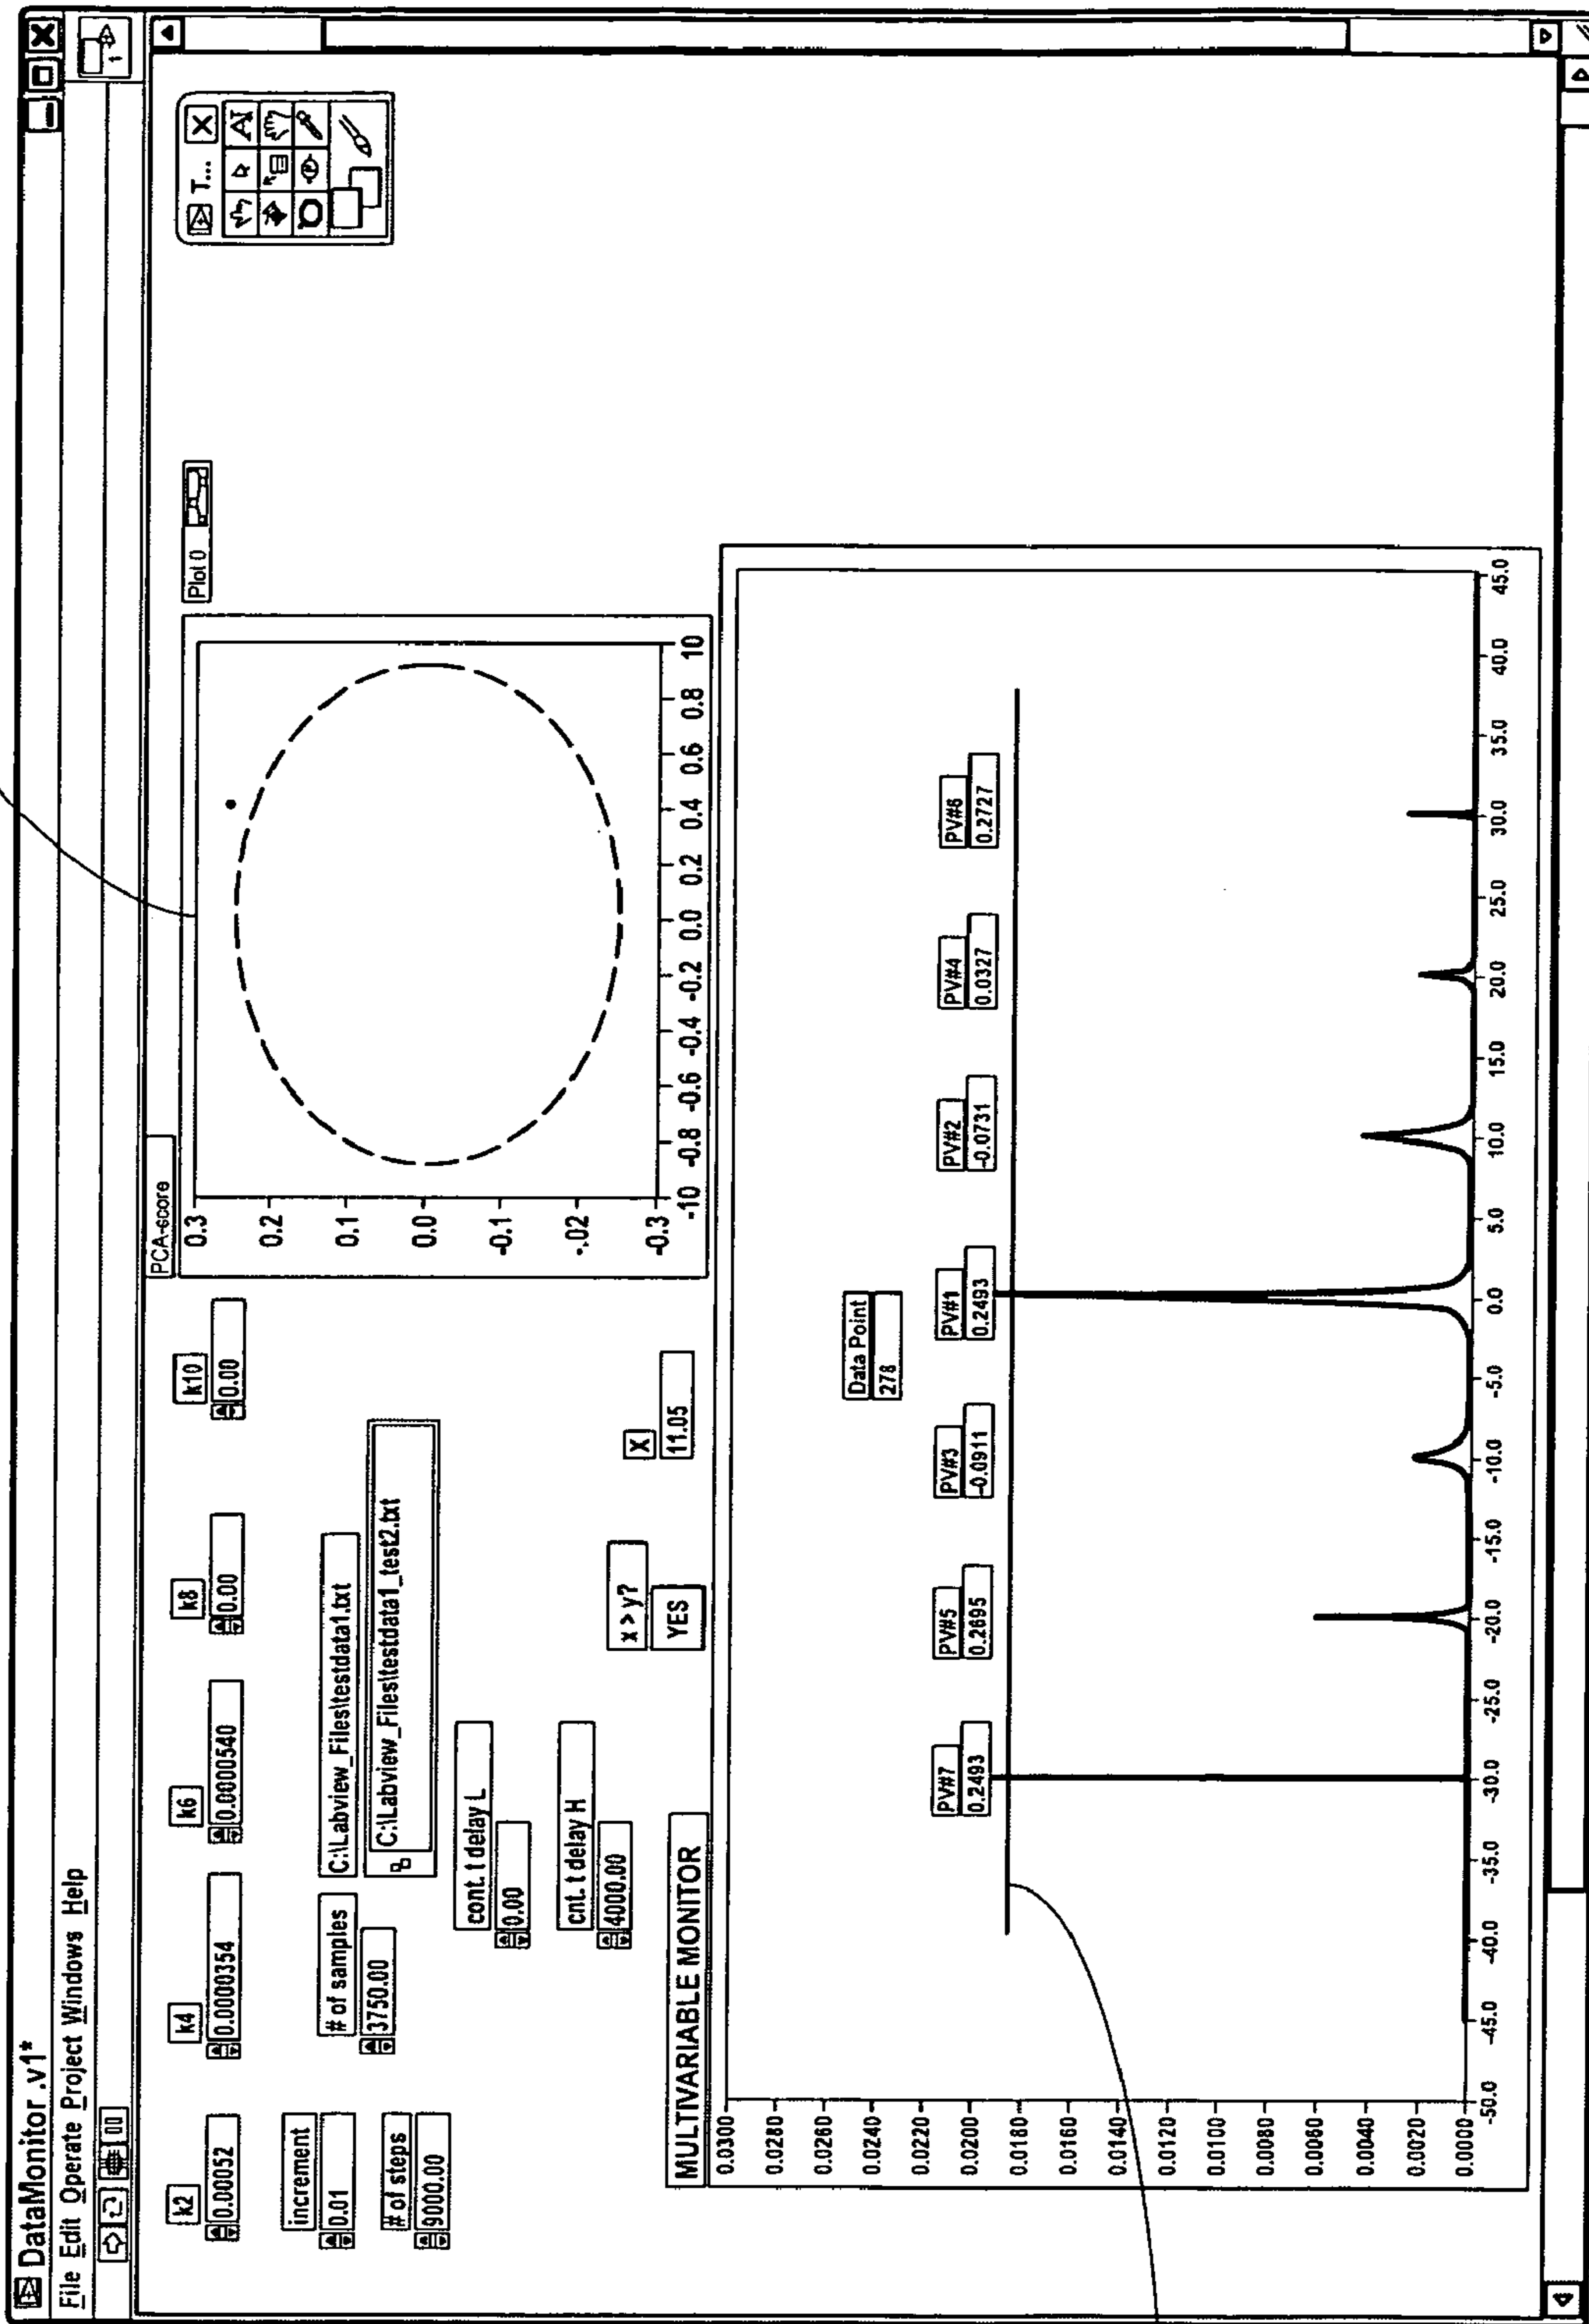 DataMonitor.v1*
File Edit Operate Project Windows Help
1
k2
0.00052
k4
0.0000354
k6
0.0000540
k8
0.00
k10
0.00
increment
0.01
# of samples
3750.00
C:\Labview_Files\testdata1.txt
C:\Labview_Files\testdata1_test2.txt
# of steps
9000.00
cont. t delay L
0.00
cnt. t delay H
4000.00
x > y?
YES
X
11.05
PCA-score
Plot 0
0.3
0.2
0.1
0.0
-0.1
-.02
-0.3
-10 -0.8 -0.6 -0.4 -0.2 0.0 0.2 0.4 0.6 0.8 10
T...
MULTIVARIABLE MONITOR
0.0300
0.0280
0.0260
0.0240
0.0220
0.0200
0.0180
0.0160
0.0140
0.0120
0.0100
0.0080
0.0060
0.0040
0.0020
0.0000
Data Point
278
PV#7
0.2493
PV#5
0.2695
PV#3
-0.0911
PV#1
0.2493
PV#2
-0.0731
PV#4
0.0327
PV#6
0.2727
-50.0 -45.0 -40.0 -35.0 -30.0 -25.0 -20.0 -15.0 -10.0 -5.0 0.0 5.0 10.0 15.0 20.0 25.0 30.0 35.0 40.0 45.0